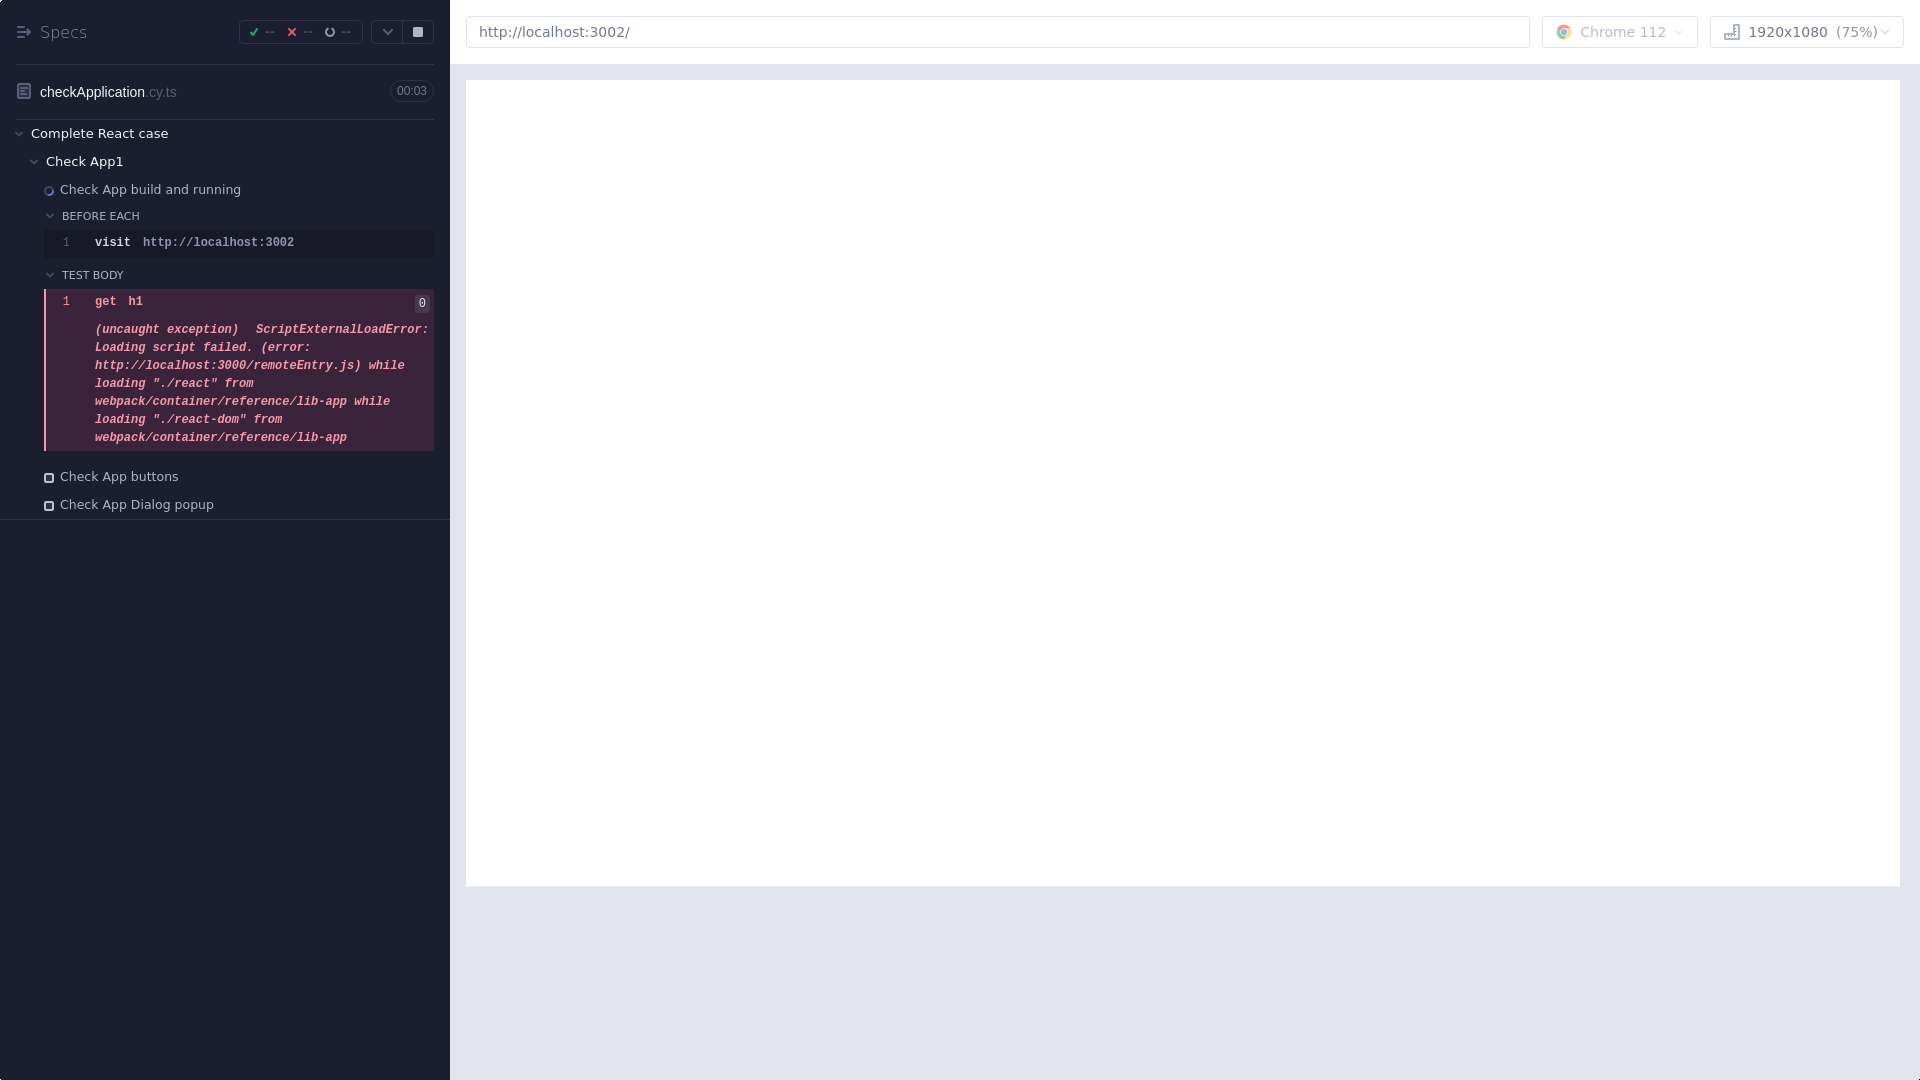 Specs
--
--
--
checkApplication.cy.ts
00:03
Complete React case
Check App1
Check App build and running
BEFORE EACH
1 visit http://localhost:3002
TEST BODY
1 get h1 0
(uncaught exception) ScriptExternalLoadError:
Loading script failed. (error:
http://localhost:3000/remoteEntry.js) while
loading "./react" from
webpack/container/reference/lib-app while
loading "./react-dom" from
webpack/container/reference/lib-app
Check App buttons
Check App Dialog popup
http://localhost:3002/
Chrome 112
1920x1080 (75%)